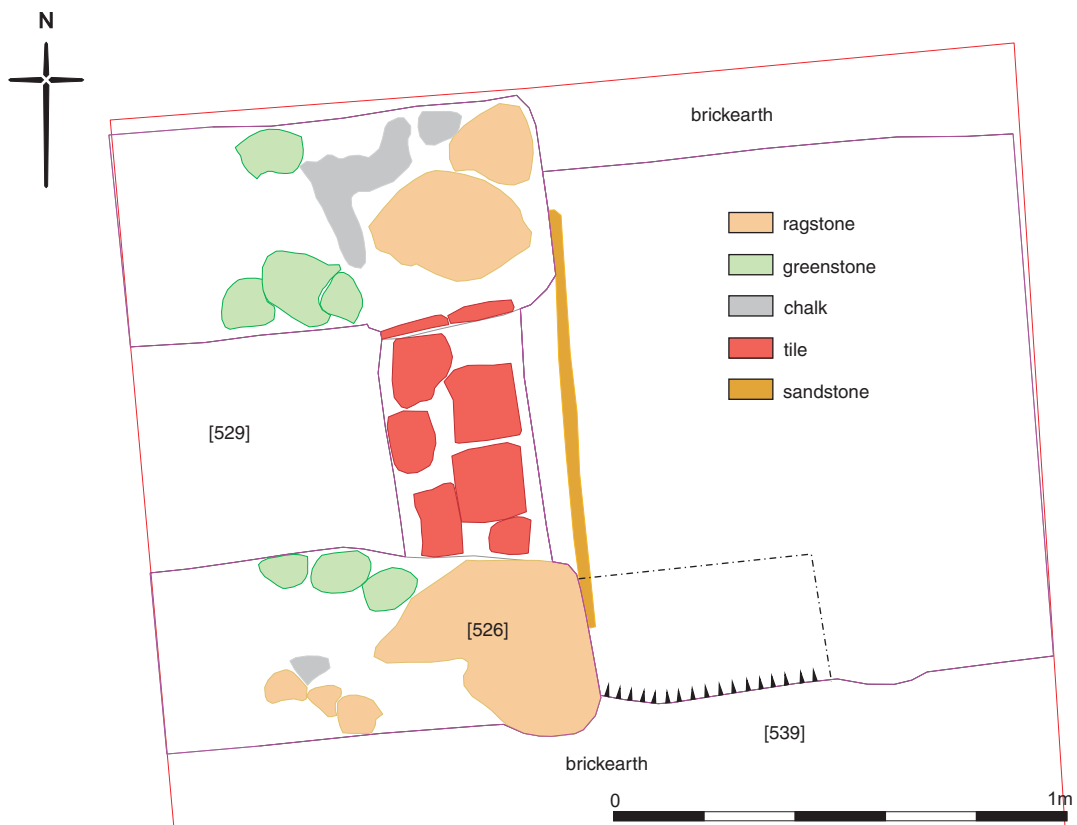 N
brickearth
ragstone
greenstone
chalk
tile
sandstone
[529]
[526]
[539]
brickearth
0 1m